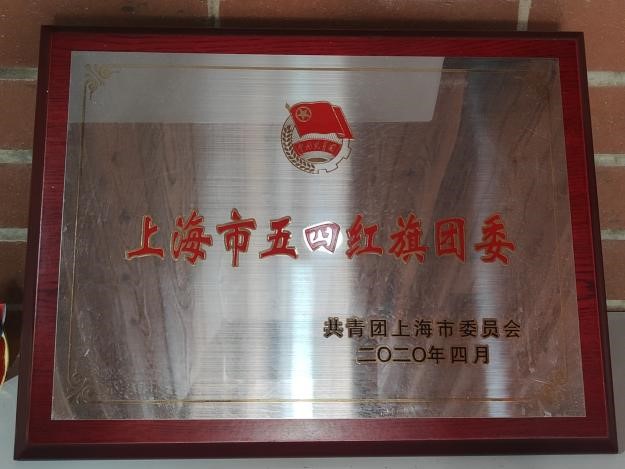 上海市五四红旗团委
共青团上海市委员会
二〇二〇年四月